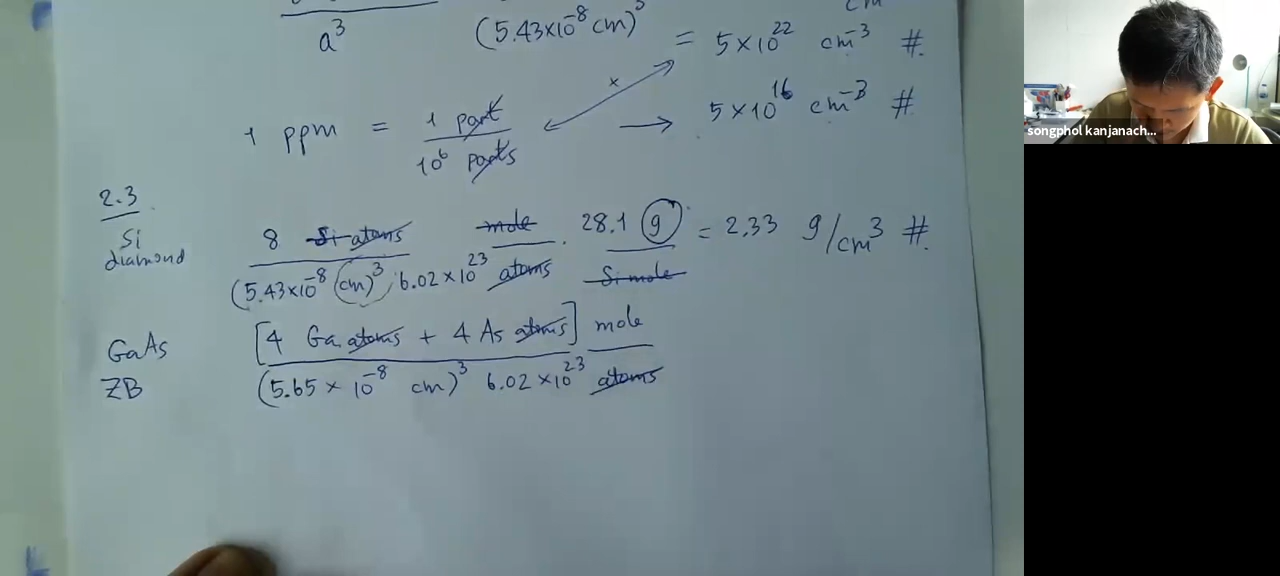 a³ (5.43×10⁻⁸ cm)³ = 5×10²² cm⁻³ #
1 ppm = 1 part / 10⁶ parts → 5×10¹⁶ cm⁻³ #
songphol kanjanach...
2.3
Si diamond
8 Si atoms / (5.43×10⁻⁸ cm)³ mole / 6.02×10²³ atoms . 28.1 g / Si mole = 2.33 g/cm³ #
GaAs ZB
[4 Ga atoms + 4 As atoms] mole
(5.65 × 10⁻⁸ cm)³ 6.02×10²³ atoms